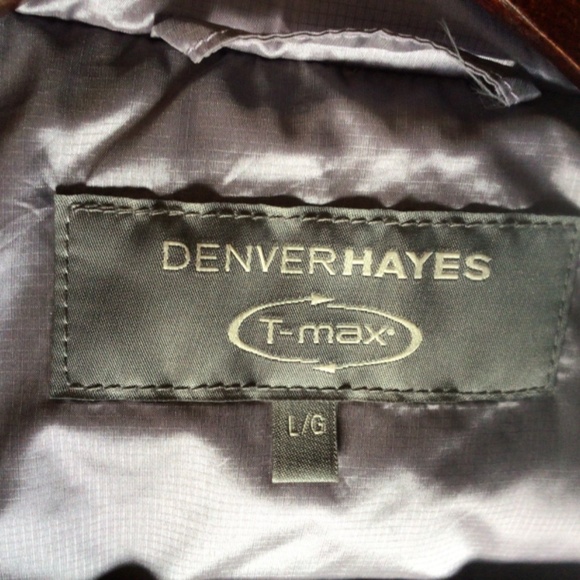 DENVERHAYES
T-max
L/G